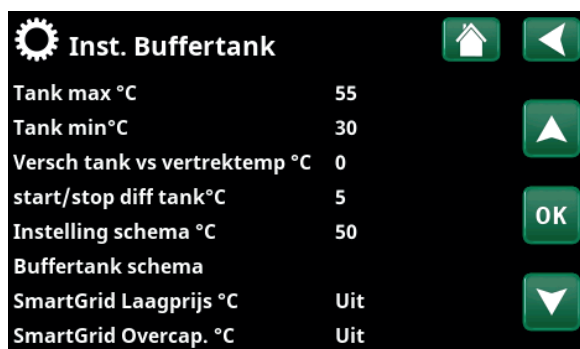 Inst. Buffertank
Tank max °C 55
Tank min°C 30
Versch tank vs vertrektemp °C 0
start/stop diff tank°C 5
Instelling schema °C 50
OK
Buffertank schema
SmartGrid Laagprijs °C Uit
SmartGrid Overcap. °C Uit